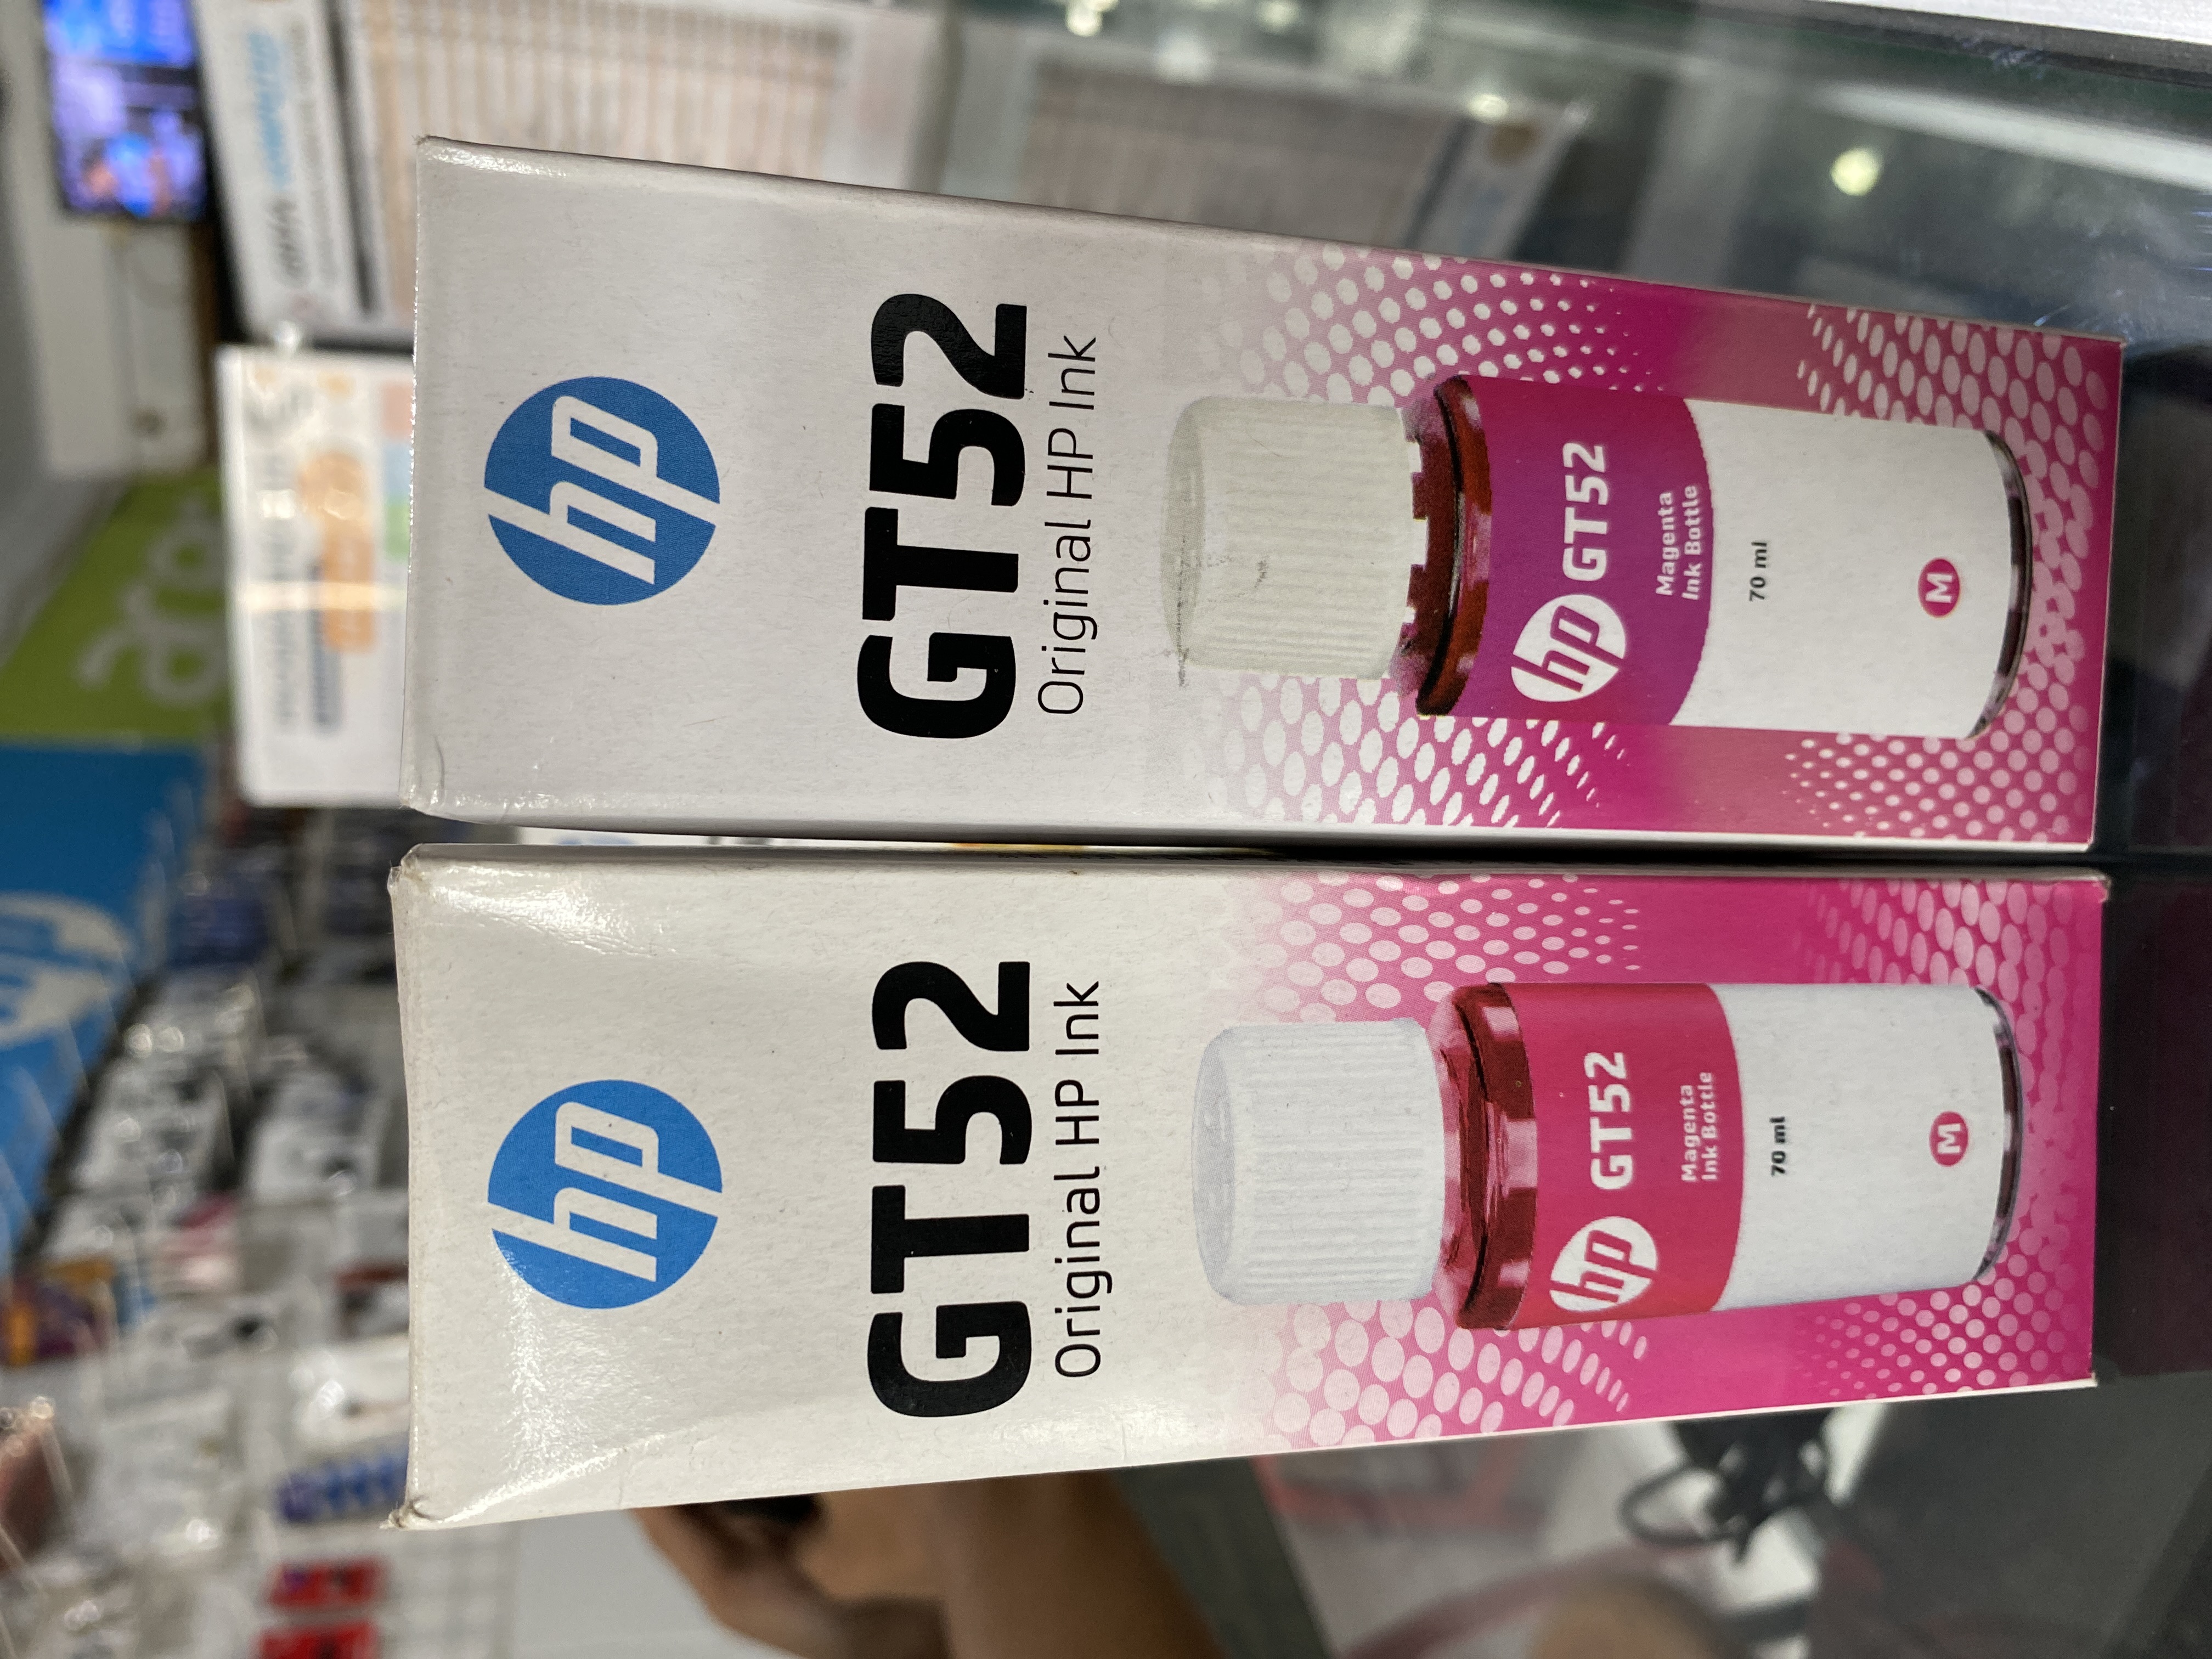 hp
GT52
Original HP Ink
hp GT52
Magenta
Ink Bottle
70 ml
M
hp
GT52
Original HP Ink
hp GT52
Magenta
Ink Bottle
70 ml
M